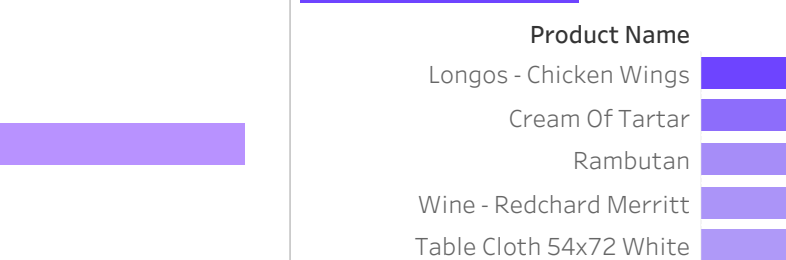 Product Name
Longos - Chicken Wings
Cream Of Tartar
Rambutan
Wine - Redchard Merritt
Table Cloth 54x72 White